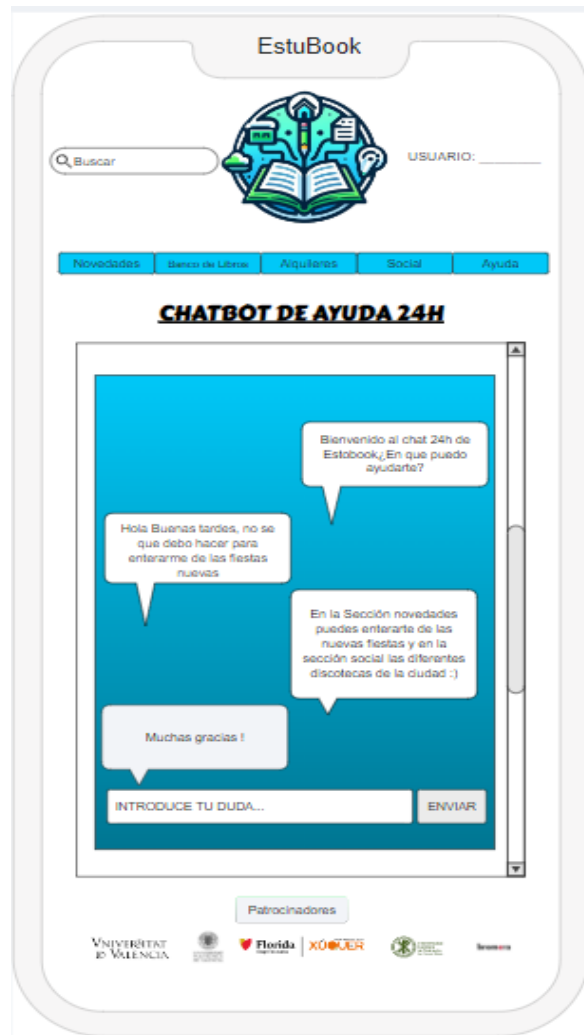 EstuBook
Buscar
USUARIO: ________
Novedades Banco de Libros Alquileres Social Ayuda
CHATBOT DE AYUDA 24H
Bienvenido al chat 24h de
Estobook¿En que puedo
ayudarte?
Hola Buenas tardes, no se
que debo hacer para
enterarme de las fiestas
nuevas
En la Sección novedades
puedes enterarte de las
nuevas fiestas y en la
sección social las diferentes
discotecas de la ciudad :)
Muchas gracias !
INTRODUCE TU DUDA... ENVIAR
Patrocinadores
VNIVERSITAT
ID VALÈNCIA
Florida XÚQUER